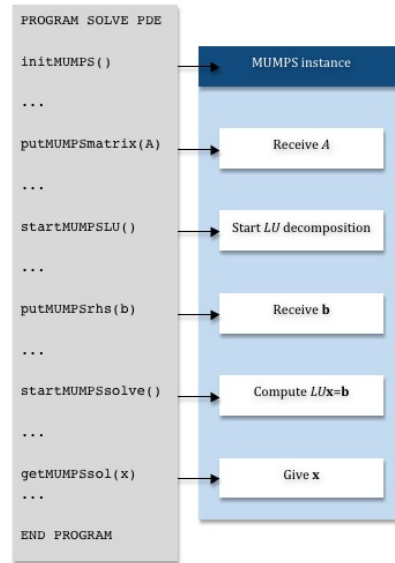 PROGRAM SOLVE PDE
initMUMPS()
...
putMUMPSmatrix(A)
...
startMUMPSLU()
...
putMUMPSrhs(b)
...
startMUMPSsolve()
...
getMUMPSsol(x)
...
END PROGRAM
MUMPS instance
Receive A
Start LU decomposition
Receive b
Compute LUx=b
Give x